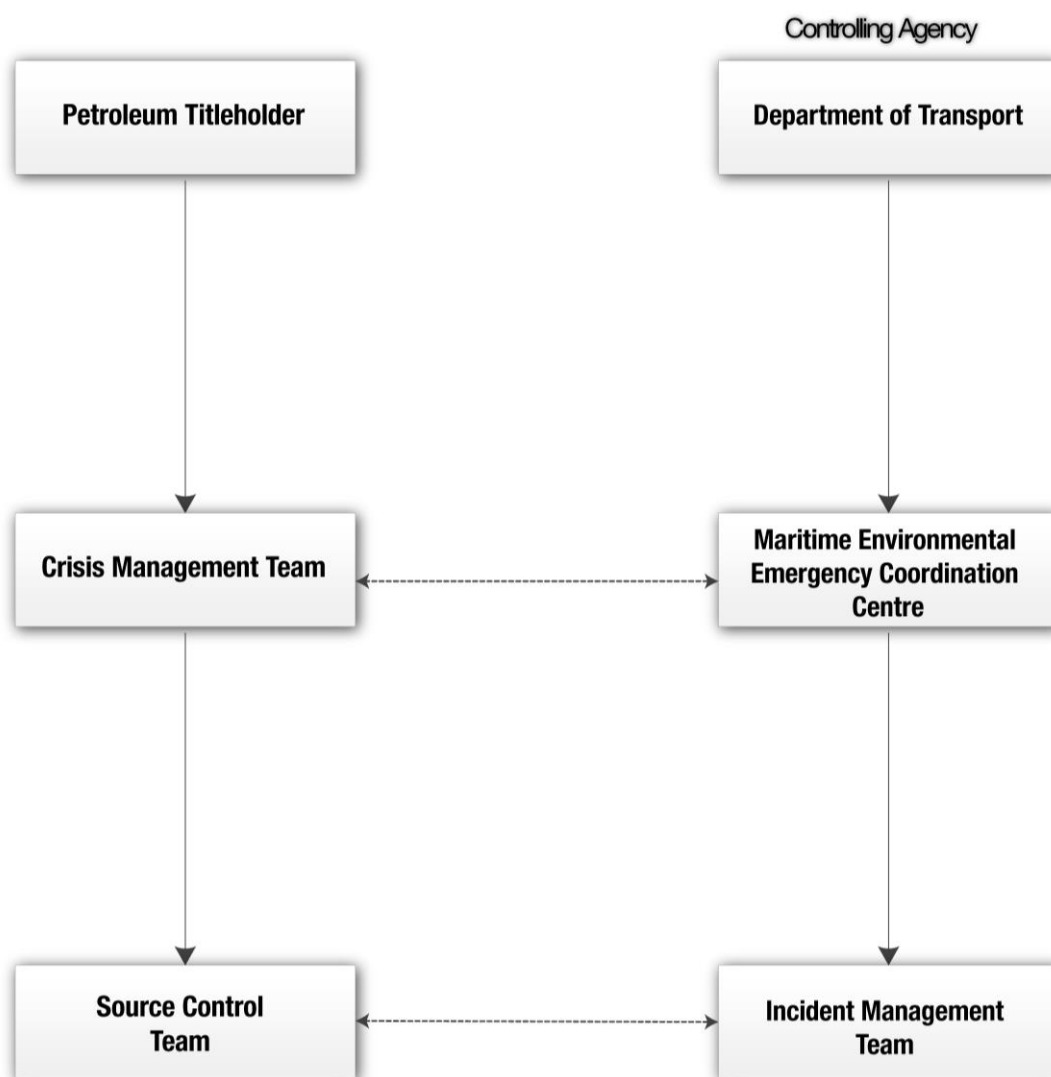 Controlling Agency
Petroleum Titleholder
Department of Transport
Crisis Management Team
Maritime Environmental
Emergency Coordination
Centre
Source Control
Team
Incident Management
Team